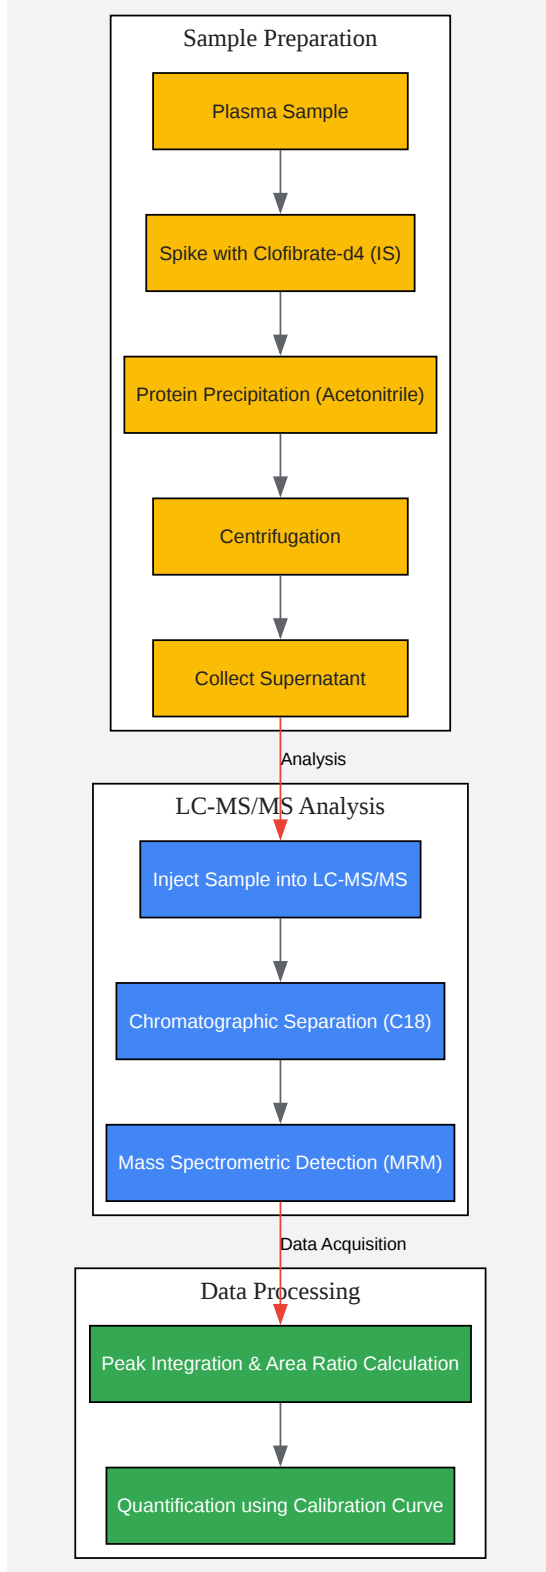 Sample Preparation
Plasma Sample
Spike with Clofibrate-d4 (IS)
Protein Precipitation (Acetonitrile)
Centrifugation
Collect Supernatant
Analysis
LC-MS/MS Analysis
Inject Sample into LC-MS/MS
Chromatographic Separation (C18)
Mass Spectrometric Detection (MRM)
Data Acquisition
Data Processing
Peak Integration & Area Ratio Calculation
Quantification using Calibration Curve